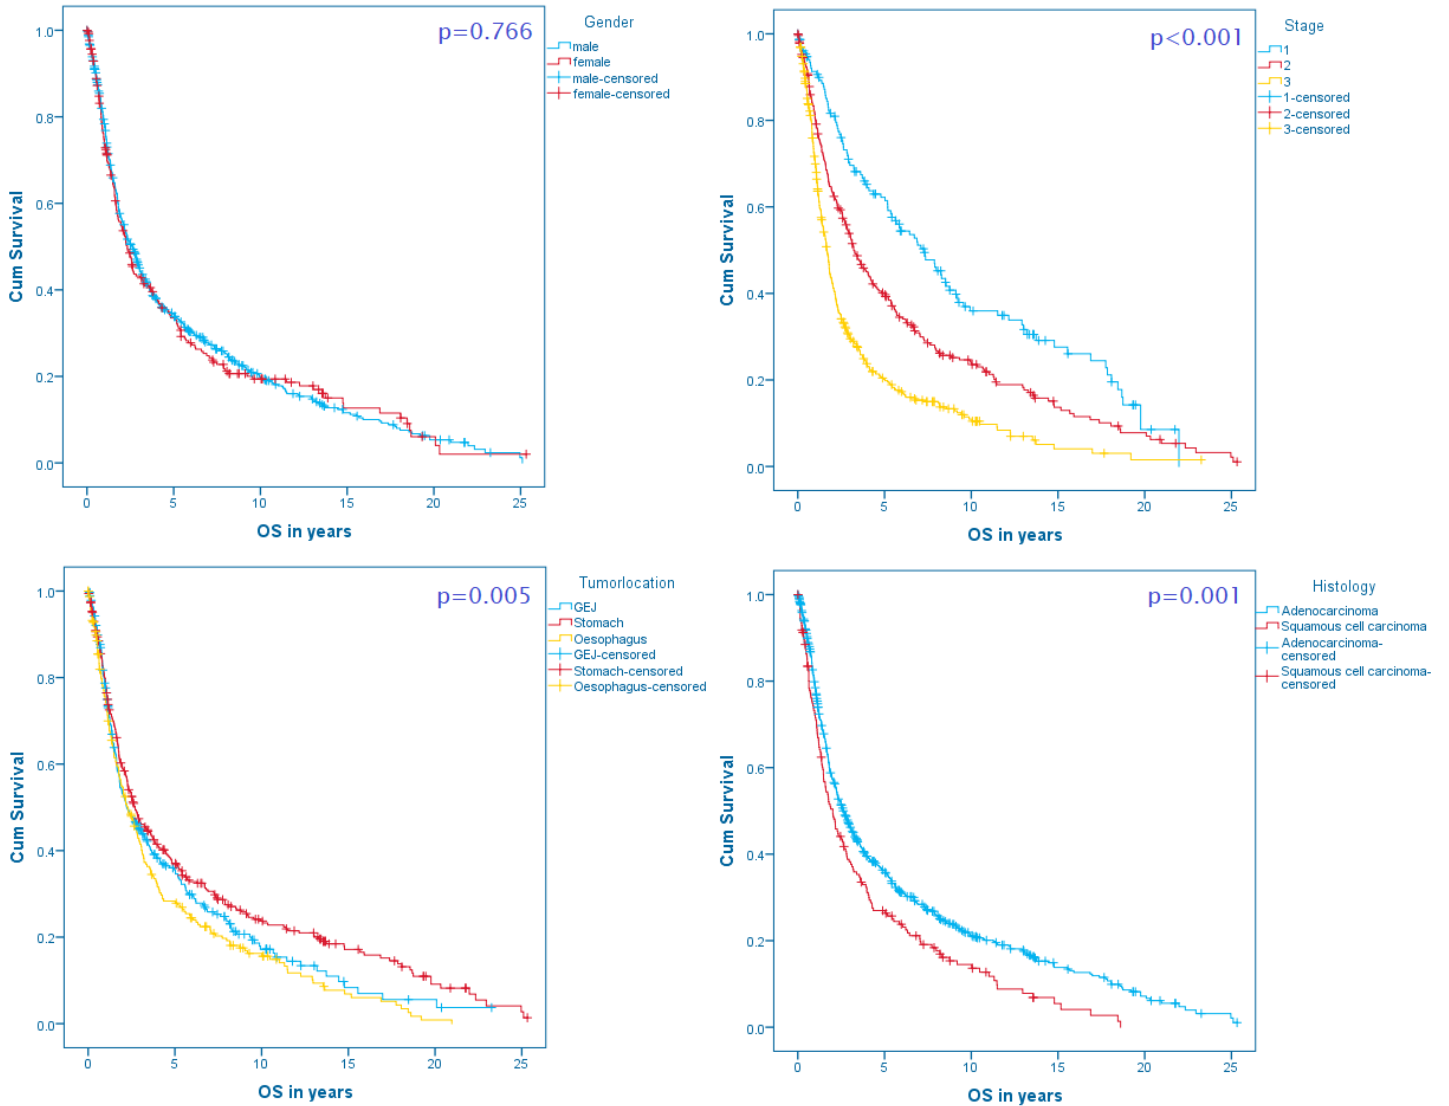 p=0.766
Gender
male
female
male-censored
female-censored
Cum Survival
1.0
0.8
0.6
0.4
0.2
0.0
0
5
10
15
20
25
OS in years
p<0.001
Stage
1
2
3
1-censored
2-censored
3-censored
Cum Survival
1.0
0.8
0.6
0.4
0.2
0.0
0
5
10
15
20
25
OS in years
p=0.005
Tumorlocation
GEJ
Stomach
Oesophagus
GEJ-censored
Stomach-censored
Oesophagus-censored
Cum Survival
1.0
0.8
0.6
0.4
0.2
0.0
0
5
10
15
20
25
OS in years
p=0.001
Histology
Adenocarcinoma
Squamous cell carcinoma
Adenocarcinoma-
censored
Squamous cell carcinoma-
censored
Cum Survival
1.0
0.8
0.6
0.4
0.2
0.0
0
5
10
15
20
25
OS in years